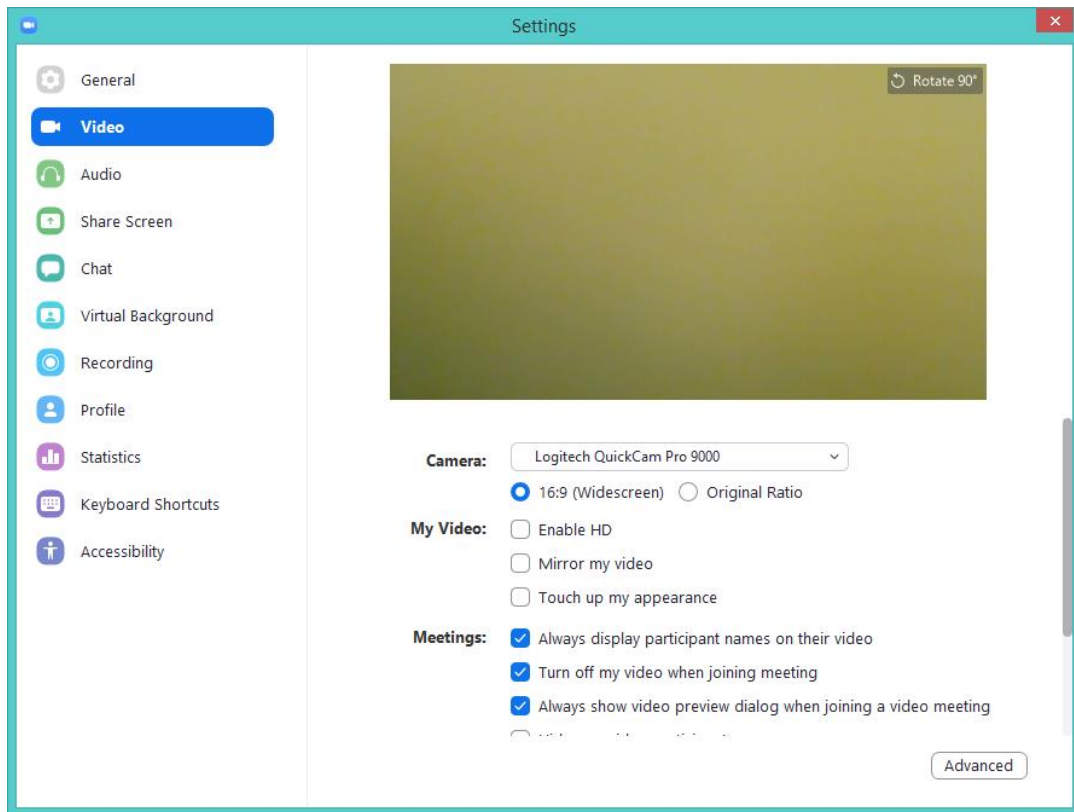 Settings
General
Video
Audio
Share Screen
Chat
Virtual Background
Recording
Profile
Statistics
Keyboard Shortcuts
Accessibility
Rotate 90°
Camera: Logitech QuickCam Pro 9000
16:9 (Widescreen) Original Ratio
My Video: Enable HD
Mirror my video
Touch up my appearance
Meetings: Always display participant names on their video
Turn off my video when joining meeting
Always show video preview dialog when joining a video meeting
Advanced